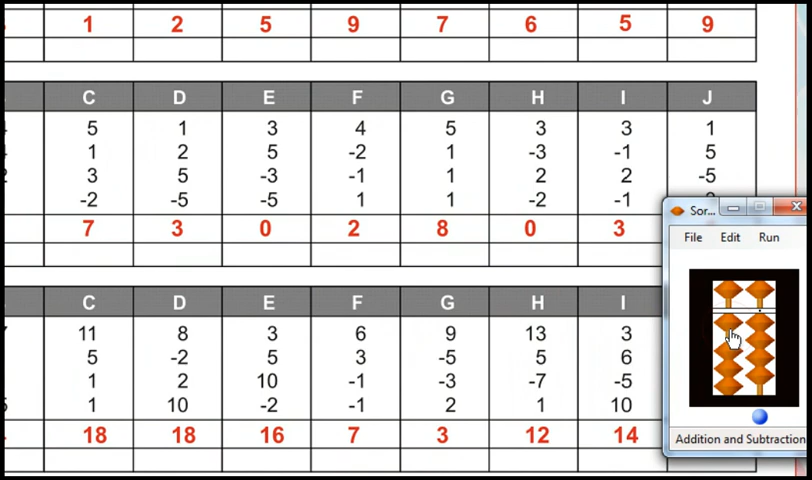 1 2 5 9 7 6 5 9
C D E F G H I J
5 1 3 4 5 3 3 1
1 2 5 -2 1 -3 -1 5
3 5 -3 -1 1 2 2 -5
-2 -5 -5 1 1 -2 -1
7 3 0 2 8 0 3
C D E F G H I
11 8 3 6 9 13 3
5 -2 5 3 -5 5 6
1 2 10 -1 -3 -7 -5
1 10 -2 -1 2 1 10
18 18 16 7 3 12 14
Sor...
File Edit Run
Addition and Subtraction